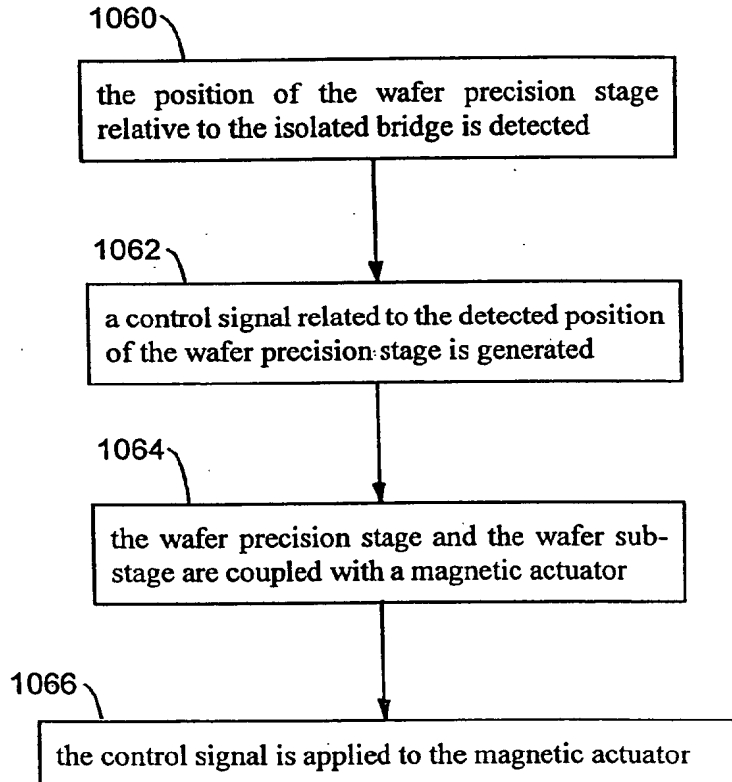 1060
the position of the wafer precision stage
relative to the isolated bridge is detected
1062
a control signal related to the detected position
of the wafer precision stage is generated
1064
the wafer precision stage and the wafer sub-
stage are coupled with a magnetic actuator
1066
the control signal is applied to the magnetic actuator